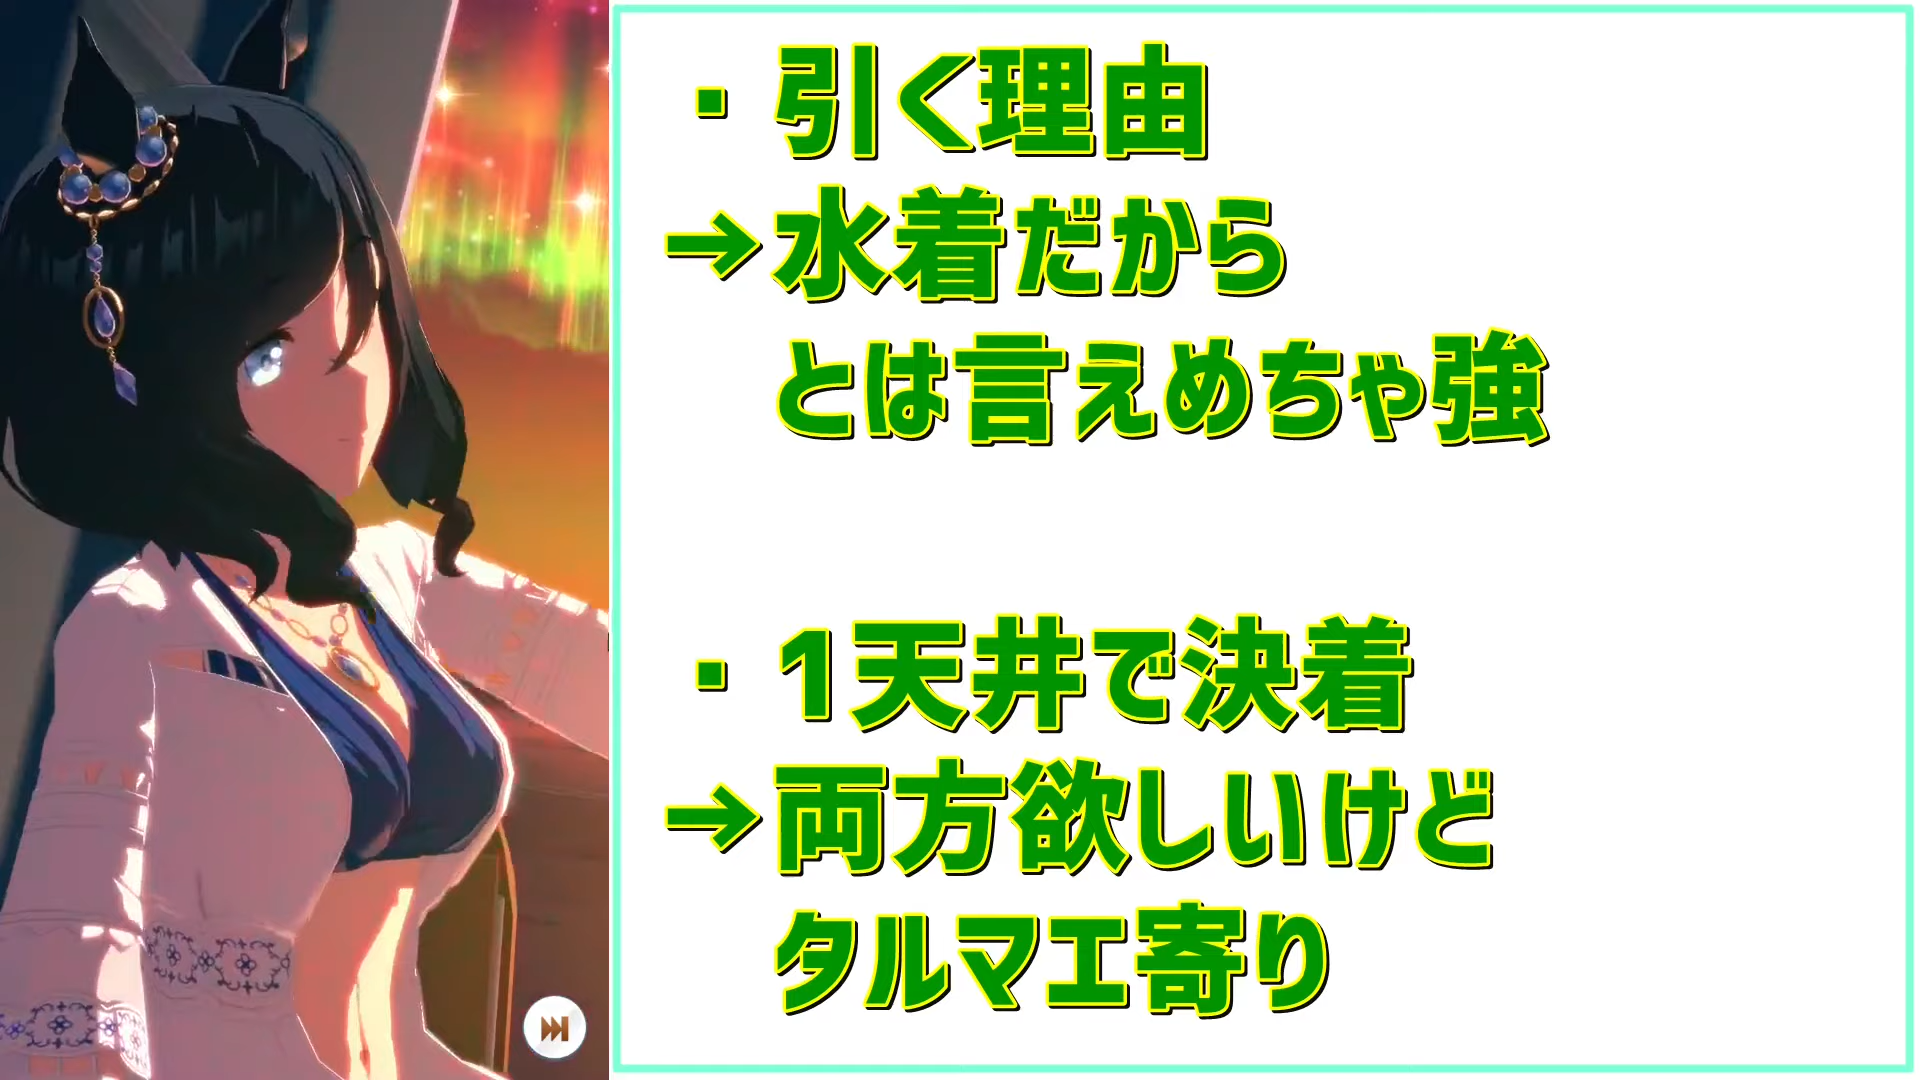 ・引く理由
→水着だから
とは言えめちゃ強
・1天井で決着
→両方欲しいけど
タルマエ寄り